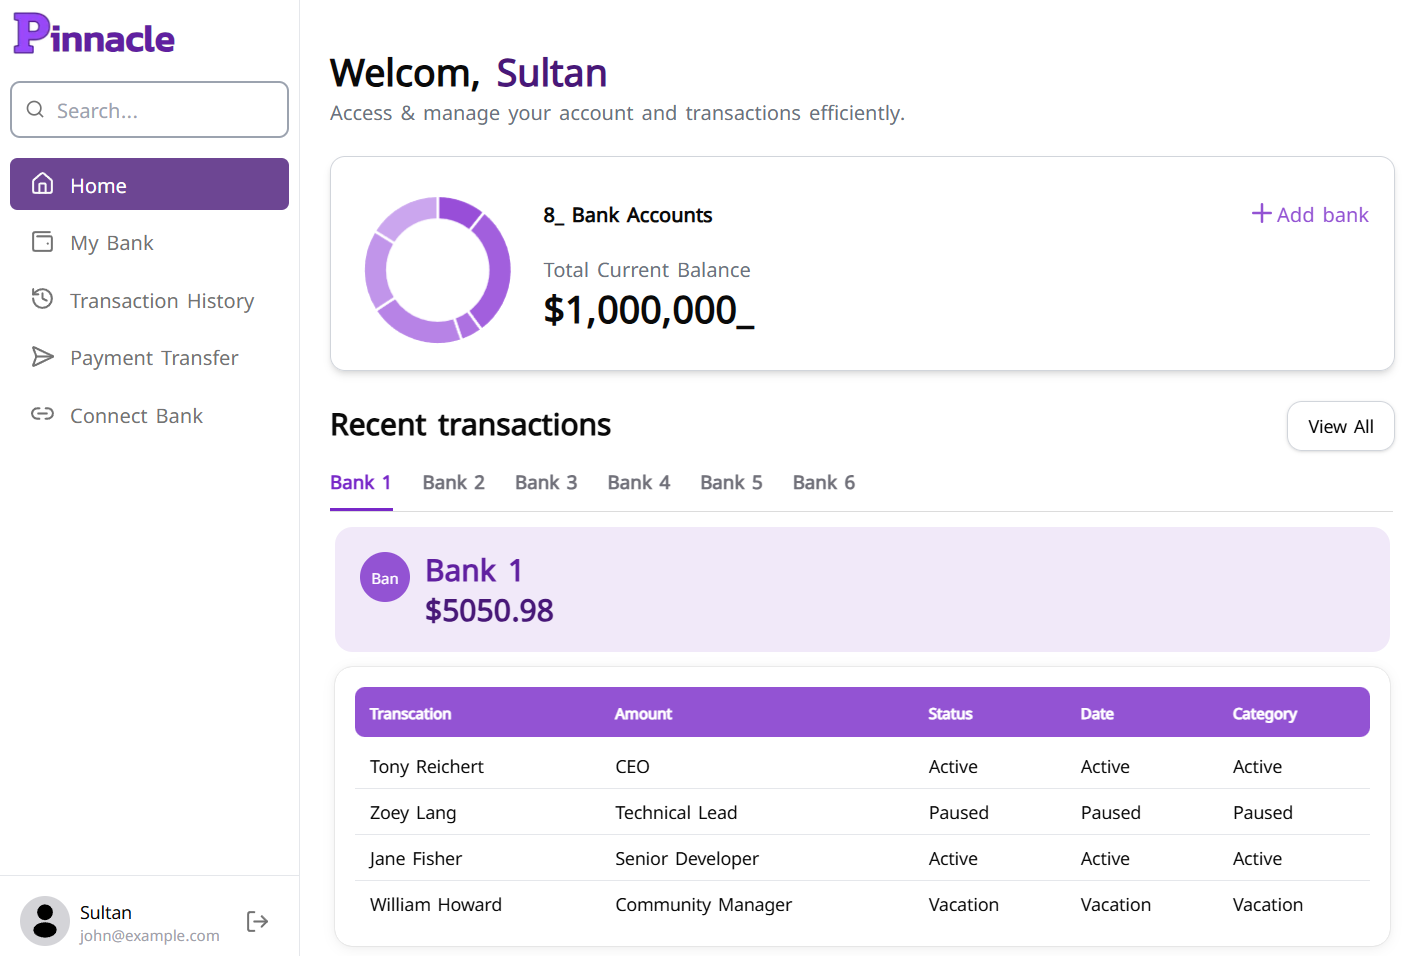 Pinnacle
Search...
Home
My Bank
Transaction History
Payment Transfer
Connect Bank
Sultan
john@example.com
Welcom, Sultan
Access & manage your account and transactions efficiently.
8_ Bank Accounts
Add bank
Total Current Balance
$1,000,000_
Recent transactions
View All
Bank 1 Bank 2 Bank 3 Bank 4 Bank 5 Bank 6
Ban
Bank 1
$5050.98
Transcation Amount Status Date Category
Tony Reichert CEO Active Active Active
Zoey Lang Technical Lead Paused Paused Paused
Jane Fisher Senior Developer Active Active Active
William Howard Community Manager Vacation Vacation Vacation